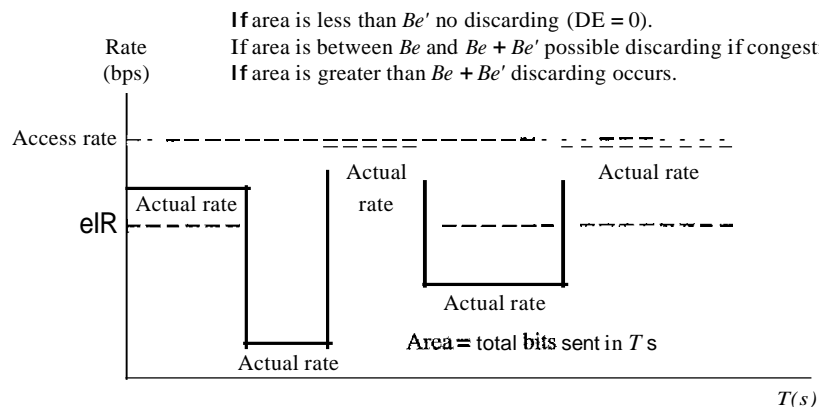 If area is less than Be' no discarding (DE = 0).
If area is between Be and Be + Be' possible discarding if congest
If area is greater than Be + Be' discarding occurs.
Rate
(bps)
Access rate
Actual rate
Actual
rate
Actual rate
eIR
Actual rate
Actual rate
Area = total bits sent in T s
T(s)